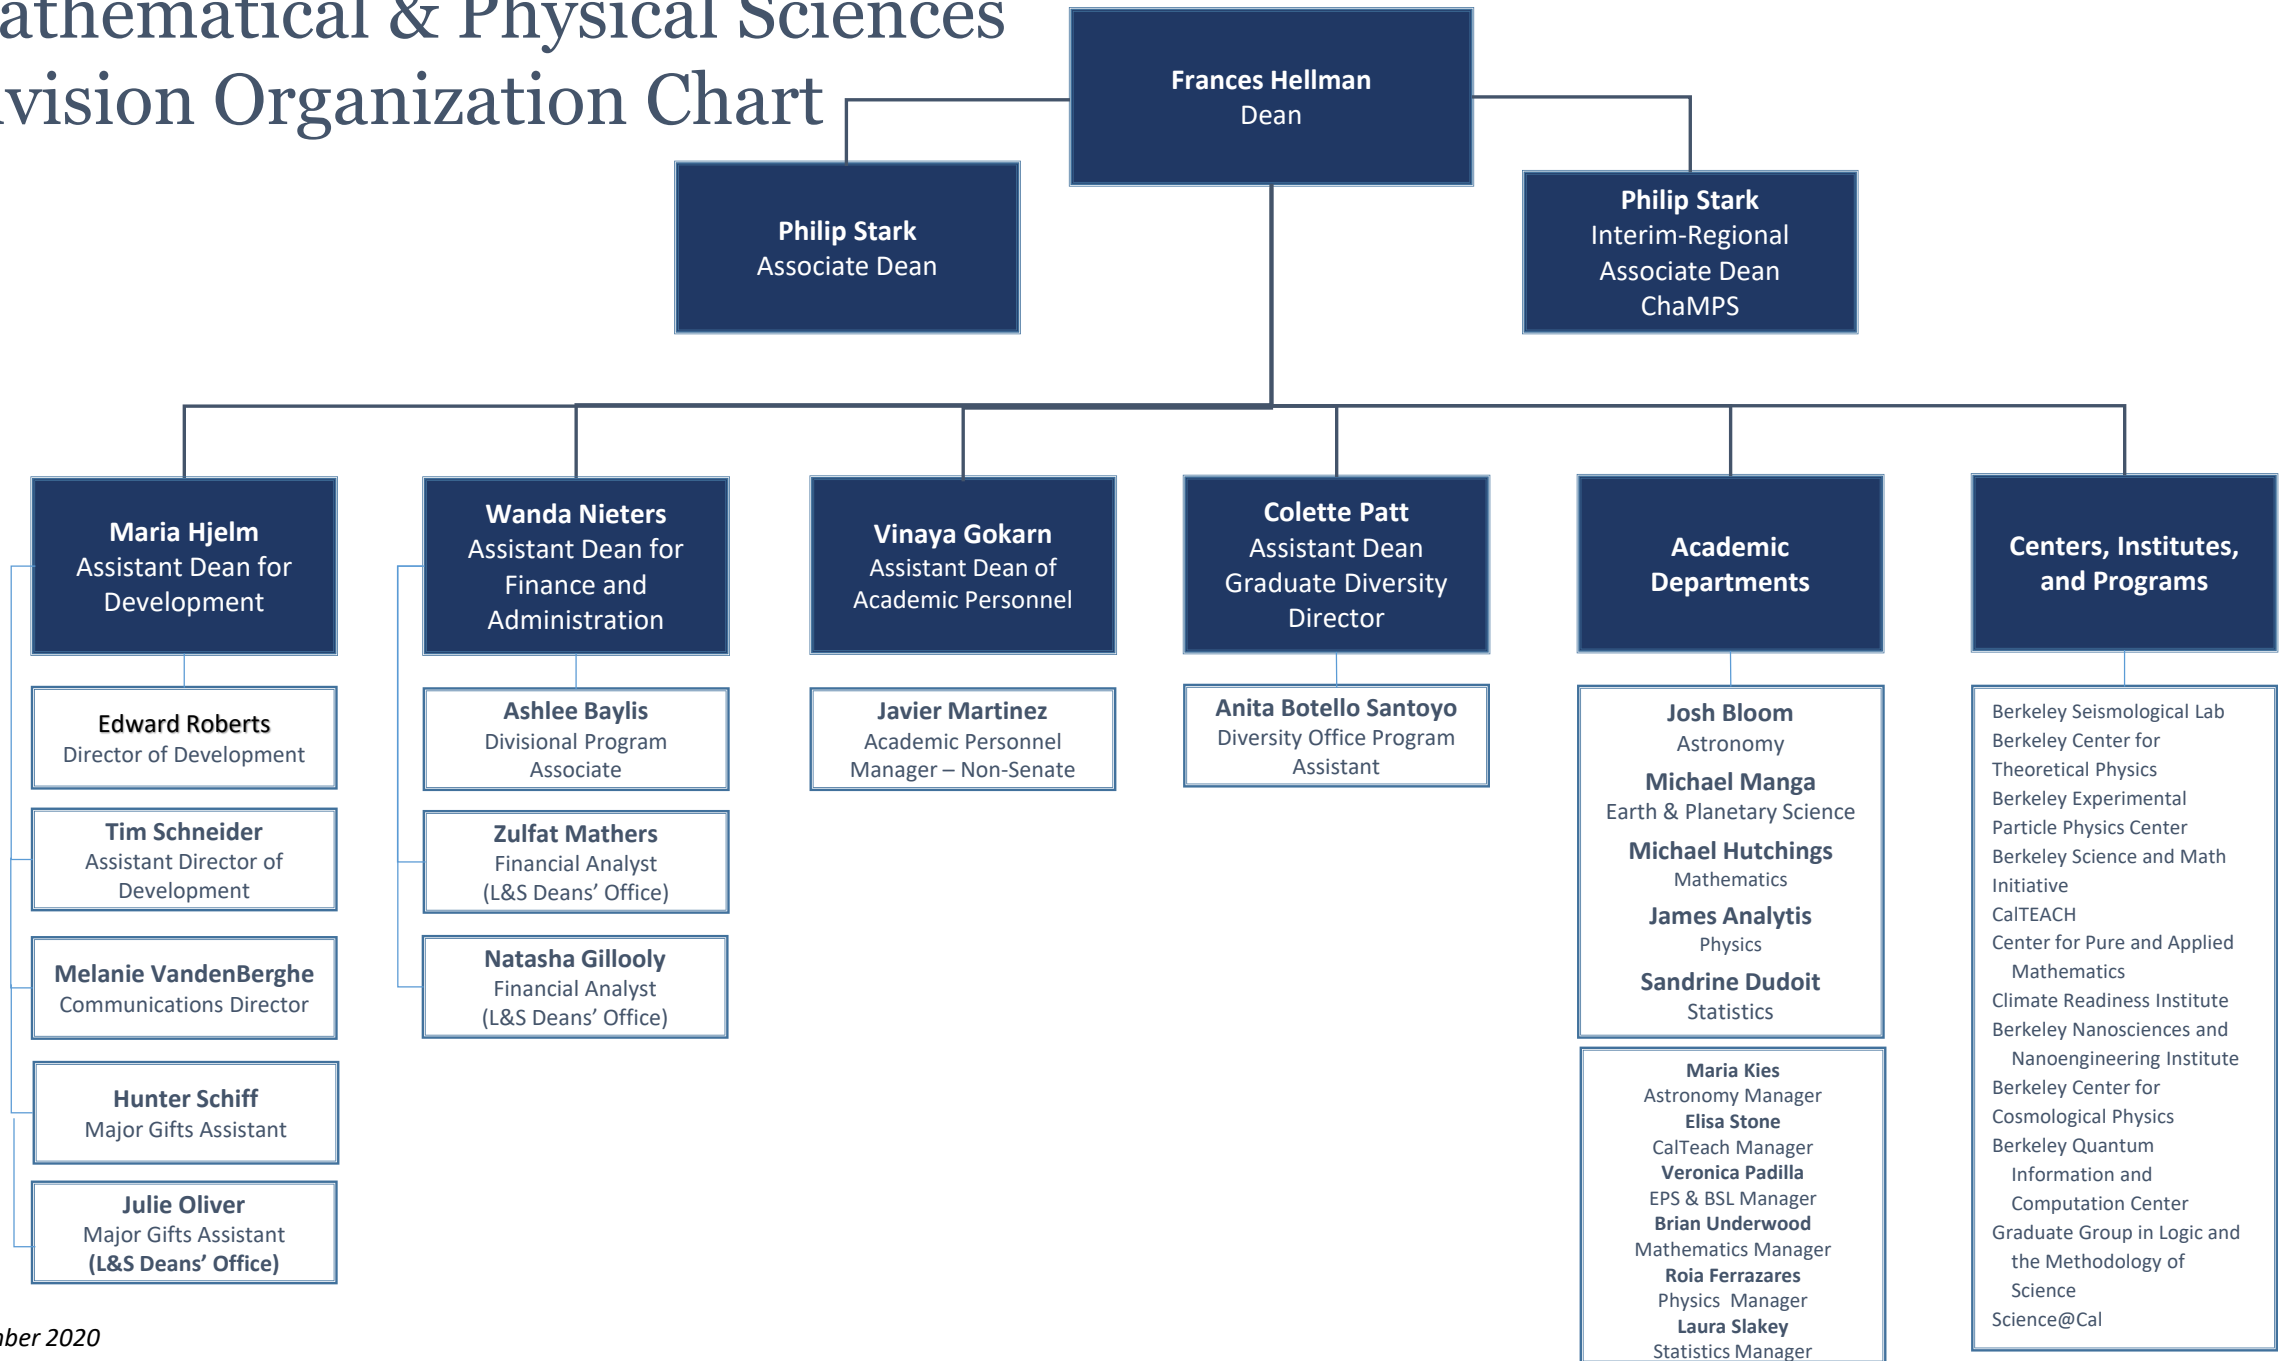 athematical & Physical Sciences
vision Organization Chart
Frances Hellman
Dean
Philip Stark
Associate Dean
Philip Stark
Interim-Regional
Associate Dean
ChaMPS
Maria Hjelm
Assistant Dean for
Development
Edward Roberts
Director of Development
Tim Schneider
Assistant Director of
Development
Melanie VandenBerghe
Communications Director
Hunter Schiff
Major Gifts Assistant
Julie Oliver
Major Gifts Assistant
(L&S Deans’ Office)
Wanda Nieters
Assistant Dean for
Finance and
Administration
Ashlee Baylis
Divisional Program
Associate
Zulfat Mathers
Financial Analyst
(L&S Deans’ Office)
Natasha Gillooly
Financial Analyst
(L&S Deans’ Office)
Vinaya Gokarn
Assistant Dean of
Academic Personnel
Javier Martinez
Academic Personnel
Manager – Non-Senate
Colette Patt
Assistant Dean
Graduate Diversity
Director
Anita Botello Santoyo
Diversity Office Program
Assistant
Academic
Departments
Josh Bloom
Astronomy
Michael Manga
Earth & Planetary Science
Michael Hutchings
Mathematics
James Analytis
Physics
Sandrine Dudoit
Statistics
Maria Kies
Astronomy Manager
Elisa Stone
CalTeach Manager
Veronica Padilla
EPS & BSL Manager
Brian Underwood
Mathematics Manager
Roia Ferrazares
Physics  Manager
Laura Slakey
Statistics Manager
Centers, Institutes,
and Programs
Berkeley Seismological Lab
Berkeley Center for
Theoretical Physics
Berkeley Experimental
Particle Physics Center
Berkeley Science and Math
Initiative
CalTEACH
Center for Pure and Applied
Mathematics
Climate Readiness Institute
Berkeley Nanosciences and
Nanoengineering Institute
Berkeley Center for
Cosmological Physics
Berkeley Quantum
Information and
Computation Center
Graduate Group in Logic and
the Methodology of
Science
Science@Cal
ber 2020